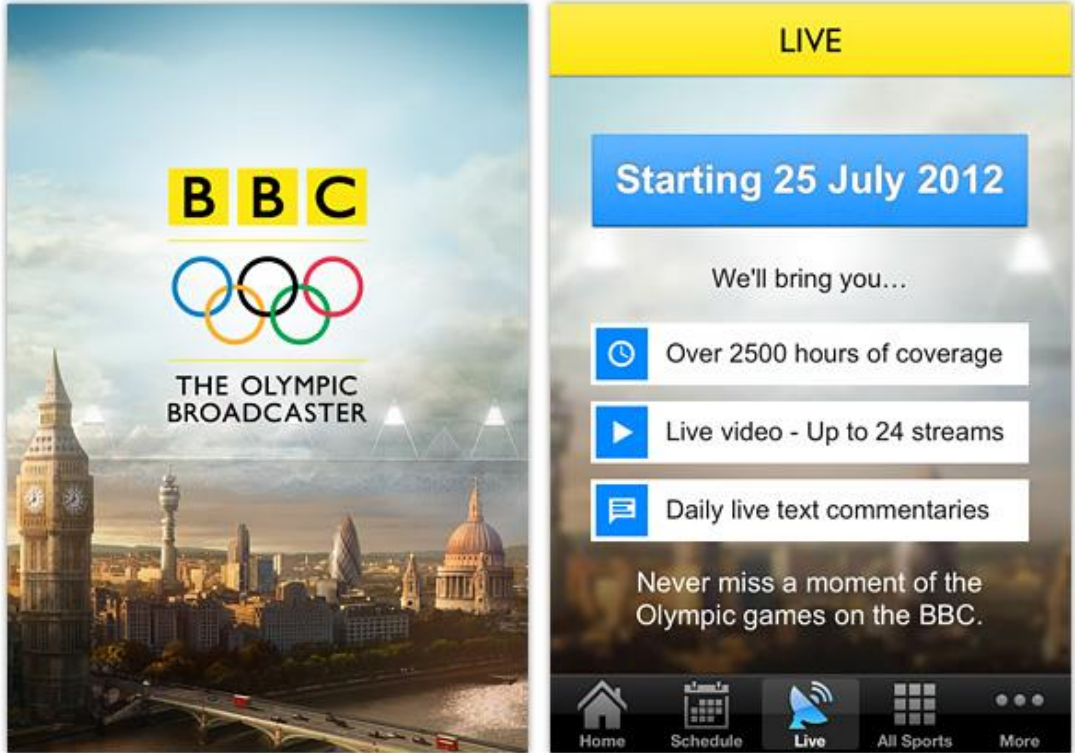 BBC
THE OLYMPIC
BROADCASTER
LIVE
Starting 25 July 2012
We'll bring you...
Over 2500 hours of coverage
Live video - Up to 24 streams
Daily live text commentaries
Never miss a moment of the
Olympic games on the BBC.
Home
Schedule
Live
All Sports
More